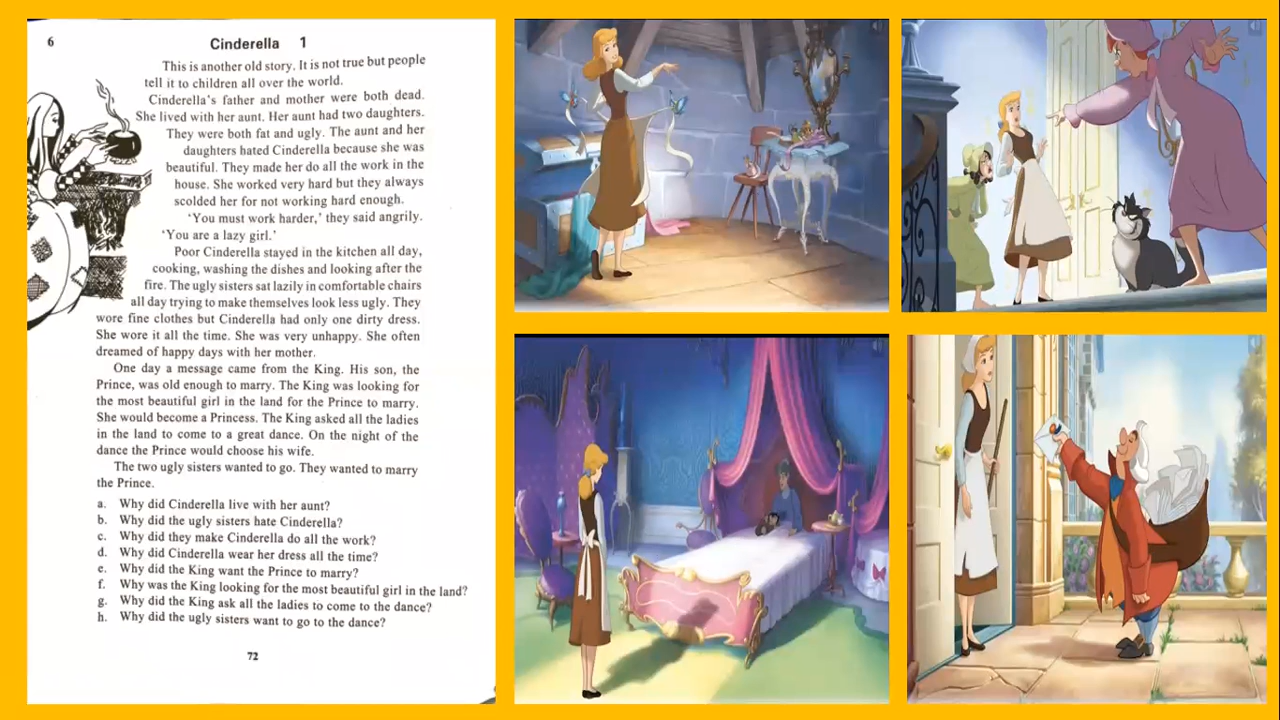 6
Cinderella 1
This is another old story. It is not true but people
tell it to children all over the world.
Cinderella's father and mother were both dead.
She lived with her aunt. Her aunt had two daughters.
They were both fat and ugly. The aunt and her
daughters hated Cinderella because she was
beautiful. They made her do all the work in the
house. She worked very hard but they always
scolded her for not working hard enough.
'You must work harder,' they said angrily.
'You are a lazy girl.'
Poor Cinderella stayed in the kitchen all day,
cooking, washing the dishes and looking after the
fire. The ugly sisters sat lazily in comfortable chairs
all day trying to make themselves look less ugly. They
wore fine clothes but Cinderella had only one dirty dress.
She wore it all the time. She was very unhappy. She often
dreamed of happy days with her mother.
One day a message came from the King. His son, the
Prince, was old enough to marry. The King was looking for
the most beautiful girl in the land for the Prince to marry.
She would become a Princess. The King asked all the ladies
in the land to come to a great dance. On the night of the
dance the Prince would choose his wife.
The two ugly sisters wanted to go. They wanted to marry
the Prince.
a. Why did Cinderella live with her aunt?
b. Why did the ugly sisters hate Cinderella?
c. Why did they make Cinderella do all the work?
d. Why did Cinderella wear her dress all the time?
e. Why did the King want the Prince to marry?
f. Why was the King looking for the most beautiful girl in the land?
g. Why did the King ask all the ladies to come to the dance?
h. Why did the ugly sisters want to go to the dance?
72